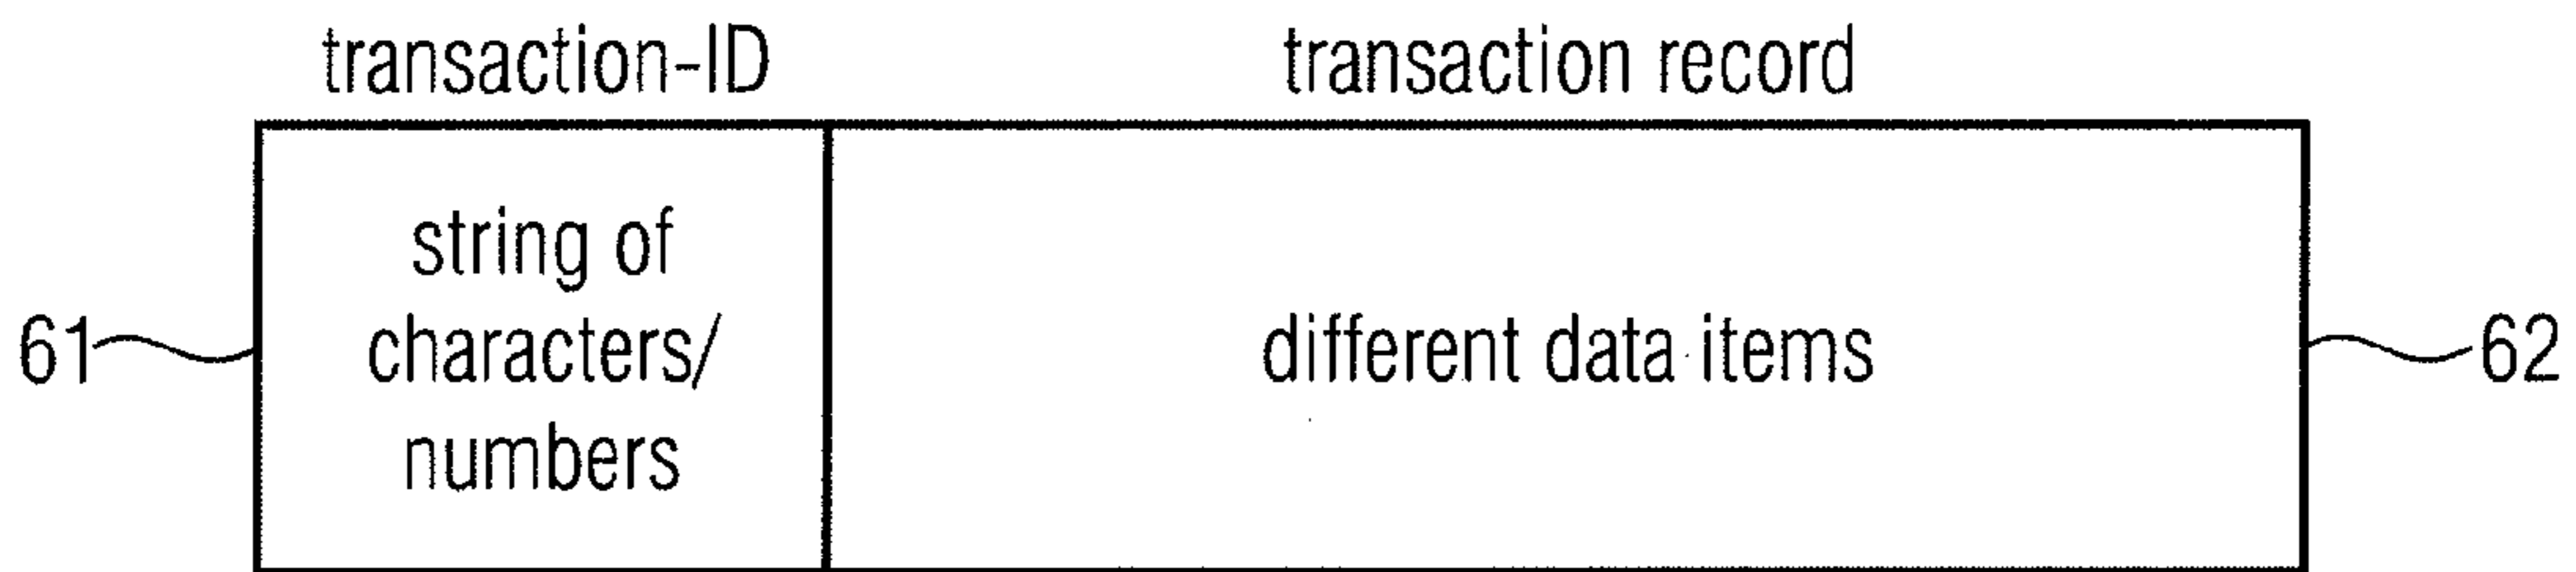 transaction-ID transaction record
string of
characters/
numbers
different data items
61
62